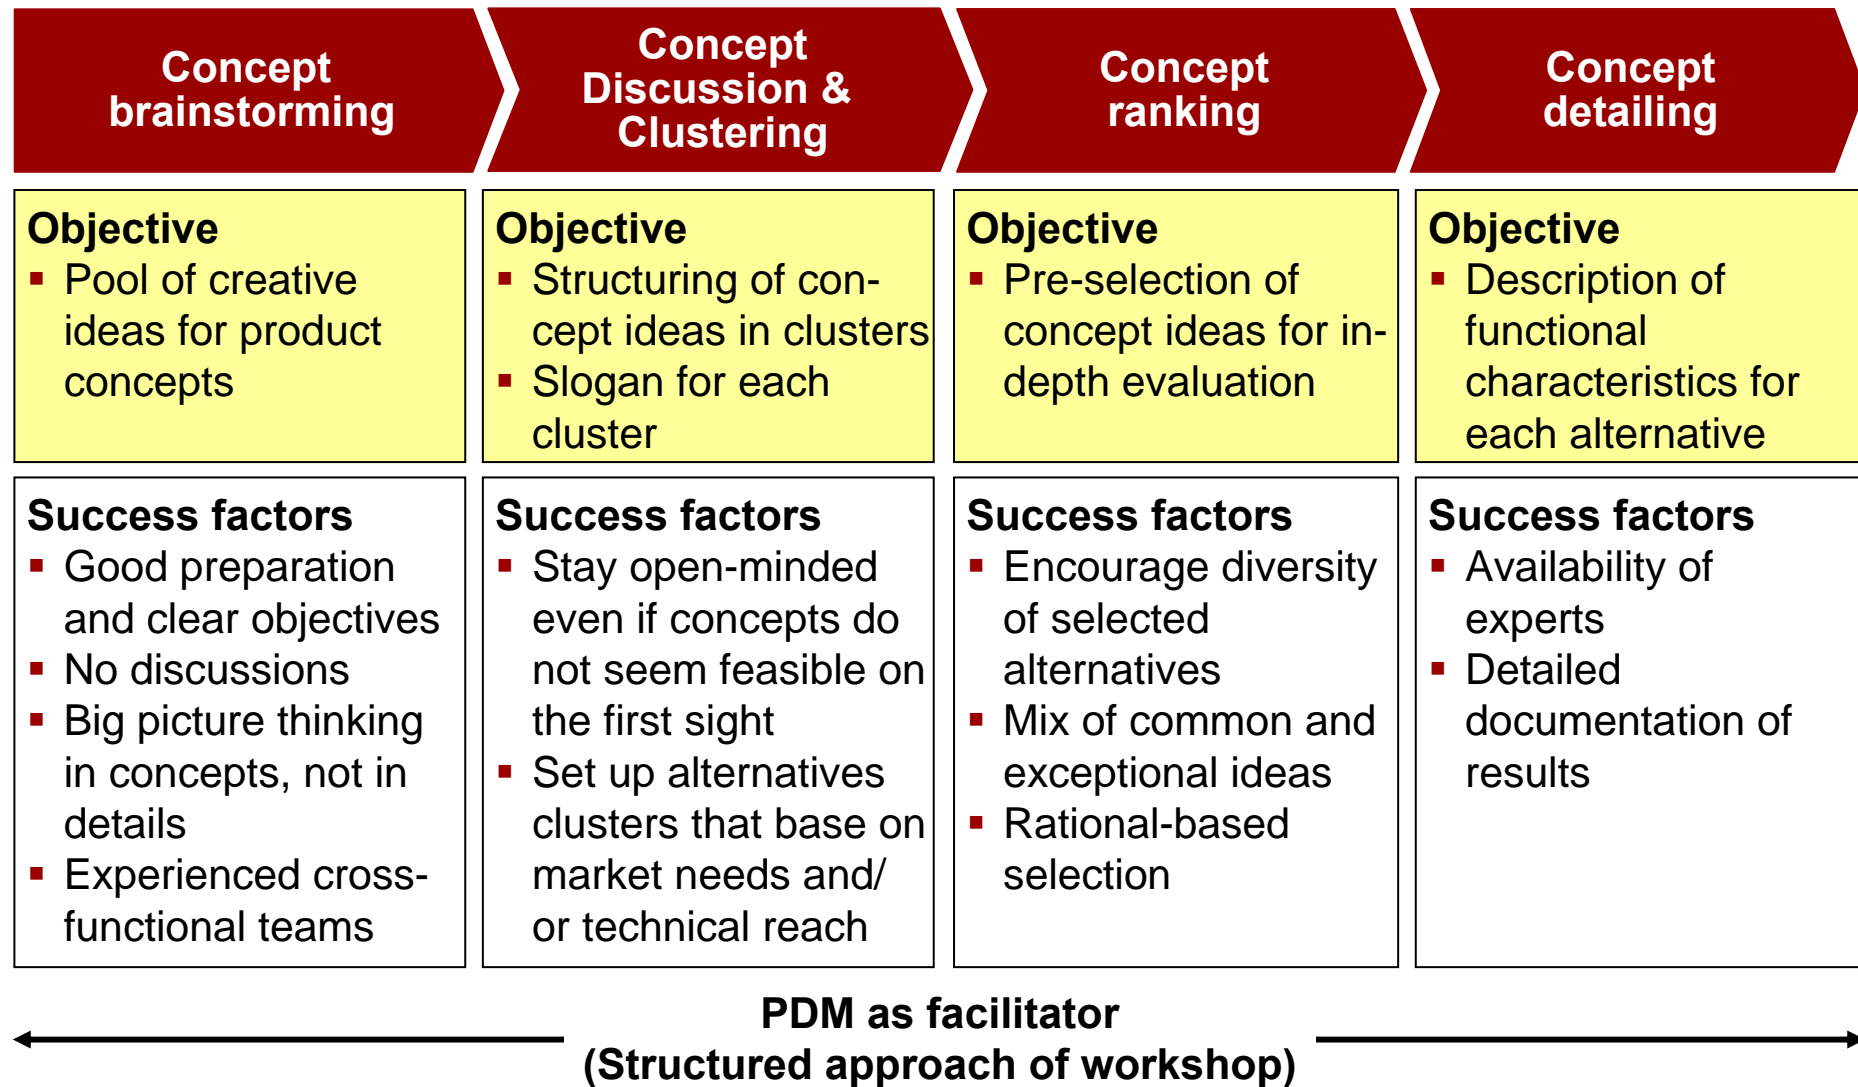 Concept
brainstorming
Concept
Discussion &
Clustering
Concept
ranking
Concept
detailing
Objective
▪ Pool of creative
ideas for product
concepts
Objective
▪ Structuring of con-
cept ideas in clusters
▪ Slogan for each
cluster
Objective
▪ Pre-selection of
concept ideas for in-
depth evaluation
Objective
▪ Description of
functional
characteristics for
each alternative
Success factors
▪ Good preparation
and clear objectives
▪ No discussions
▪ Big picture thinking
in concepts, not in
details
▪ Experienced cross-
functional teams
Success factors
▪ Stay open-minded
even if concepts do
not seem feasible on
the first sight
▪ Set up alternatives
clusters that base on
market needs and/
or technical reach
Success factors
▪ Encourage diversity
of selected
alternatives
▪ Mix of common and
exceptional ideas
▪ Rational-based
selection
Success factors
▪ Availability of
experts
▪ Detailed
documentation of
results
PDM as facilitator
(Structured approach of workshop)